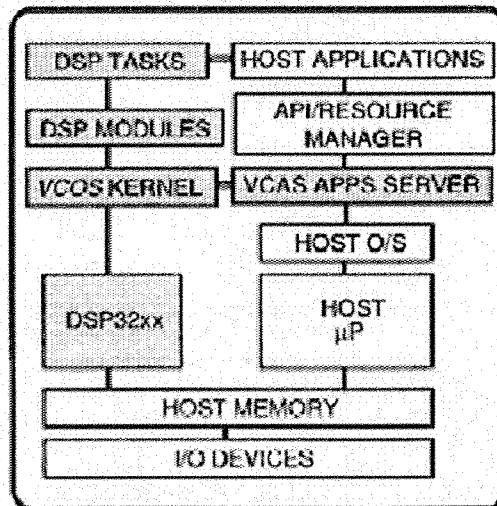 DSP TASKS
HOST APPLICATIONS
DSP MODULES
API/RESOURCE
MANAGER
VCOS KERNEL
VCAS APPS SERVER
HOST O/S
DSP32xx
HOST
µP
HOST MEMORY
I/O DEVICES